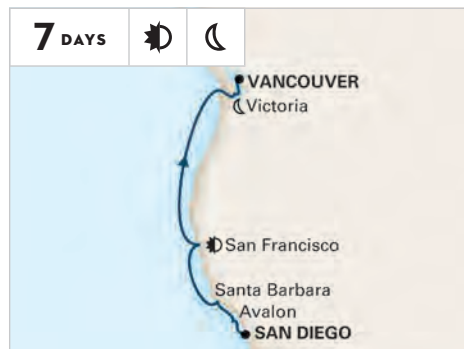 7 DAYS
VANCOUVER
Victoria
San Francisco
Santa Barbara
Avalon
SAN DIEGO